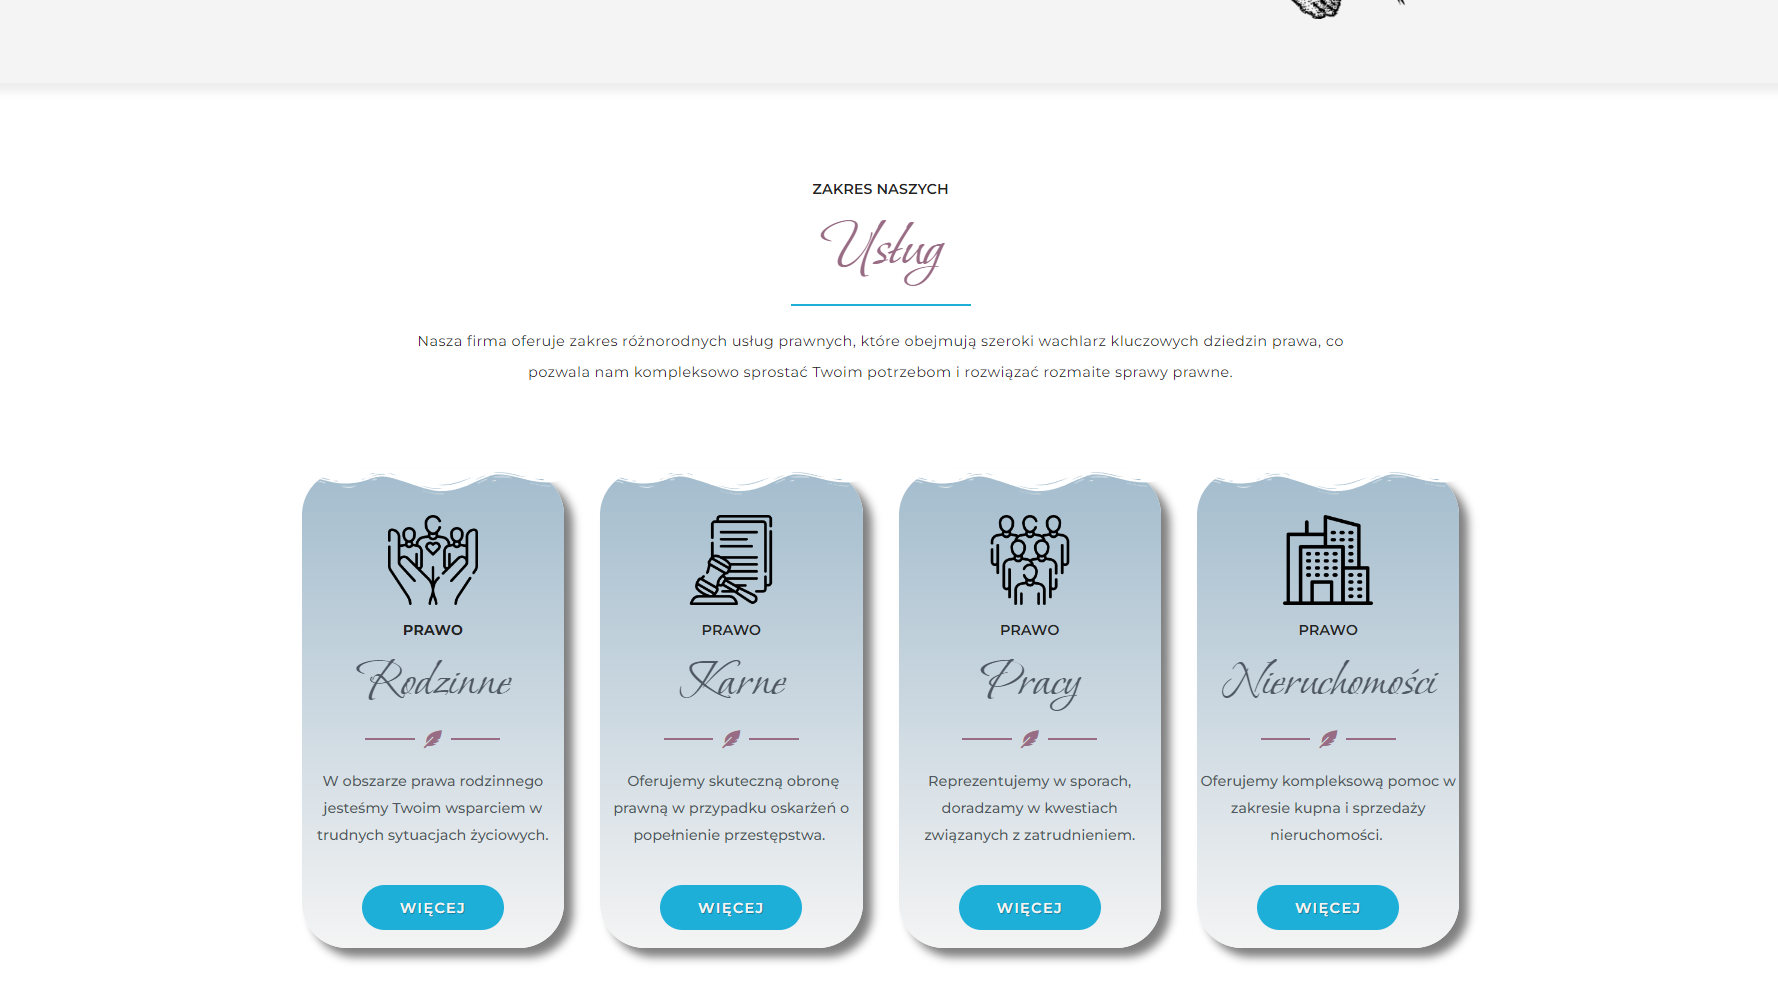 ZAKRES NASZYCH
Usług
Nasza firma oferuje zakres różnorodnych usług prawnych, które obejmują szeroki wachlarz kluczowych dziedzin prawa, co
pozwala nam kompleksowo sprostać Twoim potrzebom i rozwiązać rozmaite sprawy prawne.
PRAWO
Rodzinne
W obszarze prawa rodzinnego
jesteśmy Twoim wsparciem w
trudnych sytuacjach życiowych.
WIĘCEJ
PRAWO
Karne
Oferujemy skuteczną obronę
prawną w przypadku oskarżeń o
popełnienie przestępstwa.
WIĘCEJ
PRAWO
Pracy
Reprezentujemy w sporach,
doradzamy w kwestiach
związanych z zatrudnieniem.
WIĘCEJ
PRAWO
Nieruchomości
Oferujemy kompleksową pomoc w
zakresie kupna i sprzedaży
nieruchomości.
WIĘCEJ